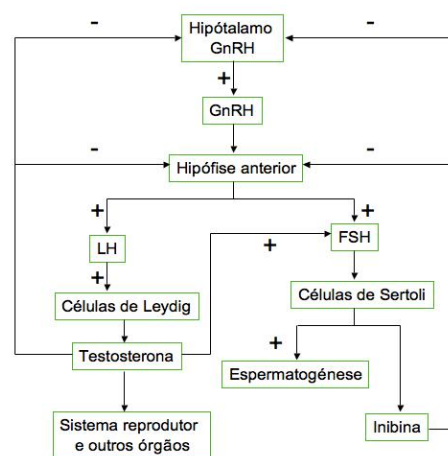 -
Hipótalamo
GnRH
-
+
GnRH
-
Hipófise anterior
-
+
+
LH
+
FSH
+
Células de Leydig
Células de Sertoli
Testosterona
+
Espermatogénese
Sistema reprodutor
e outros órgãos
Inibina